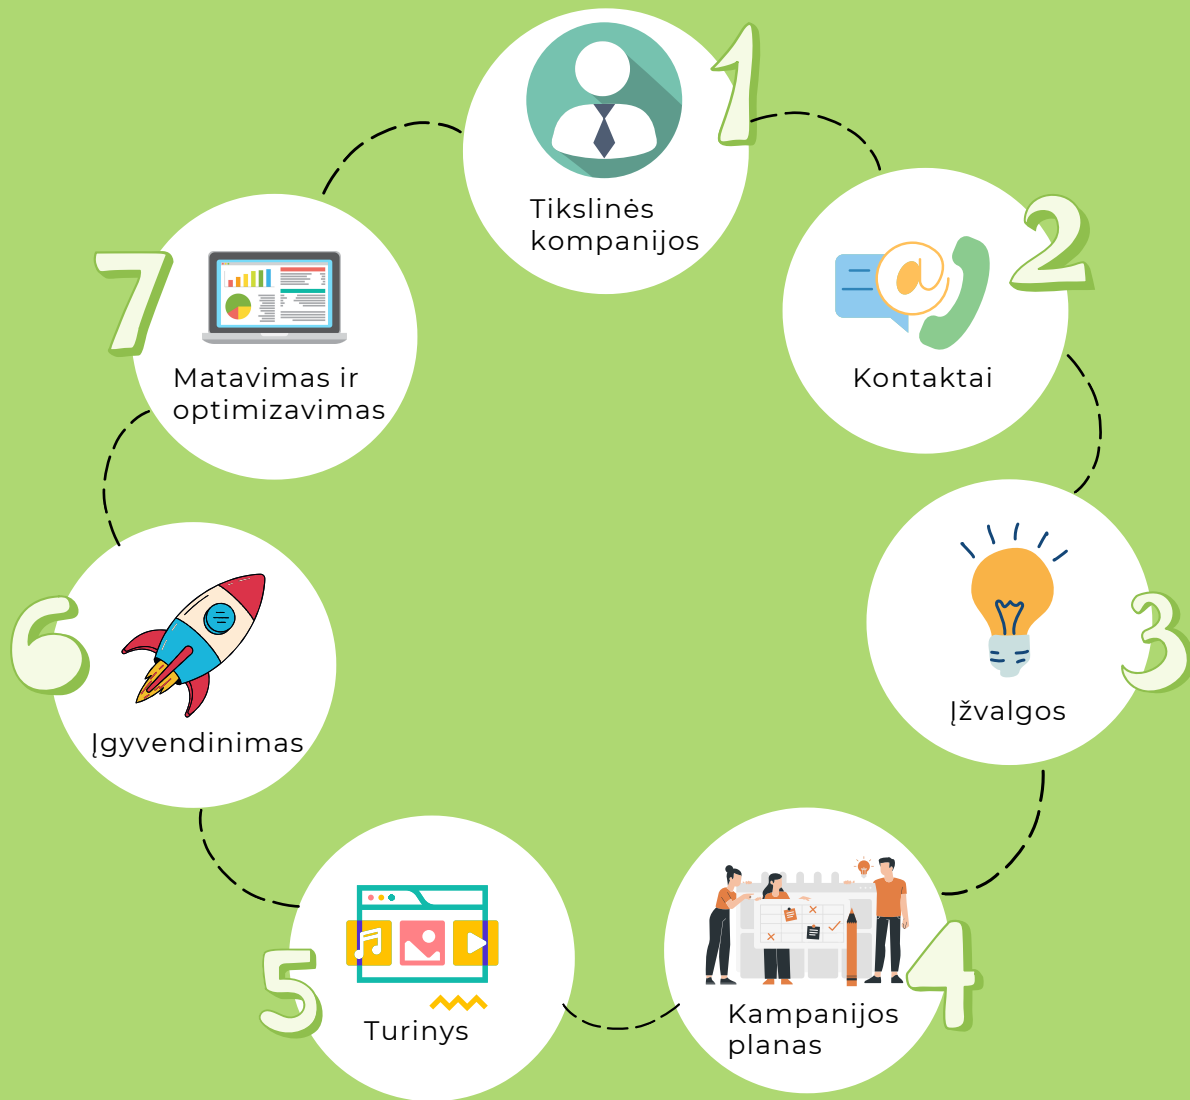 1
Tikslinės
kompanijos
2
Kontaktai
3
Įžvalgos
4
Kampanijos
planas
5
Turinys
6
Įgyvendinimas
7
Matavimas ir
optimizavimas